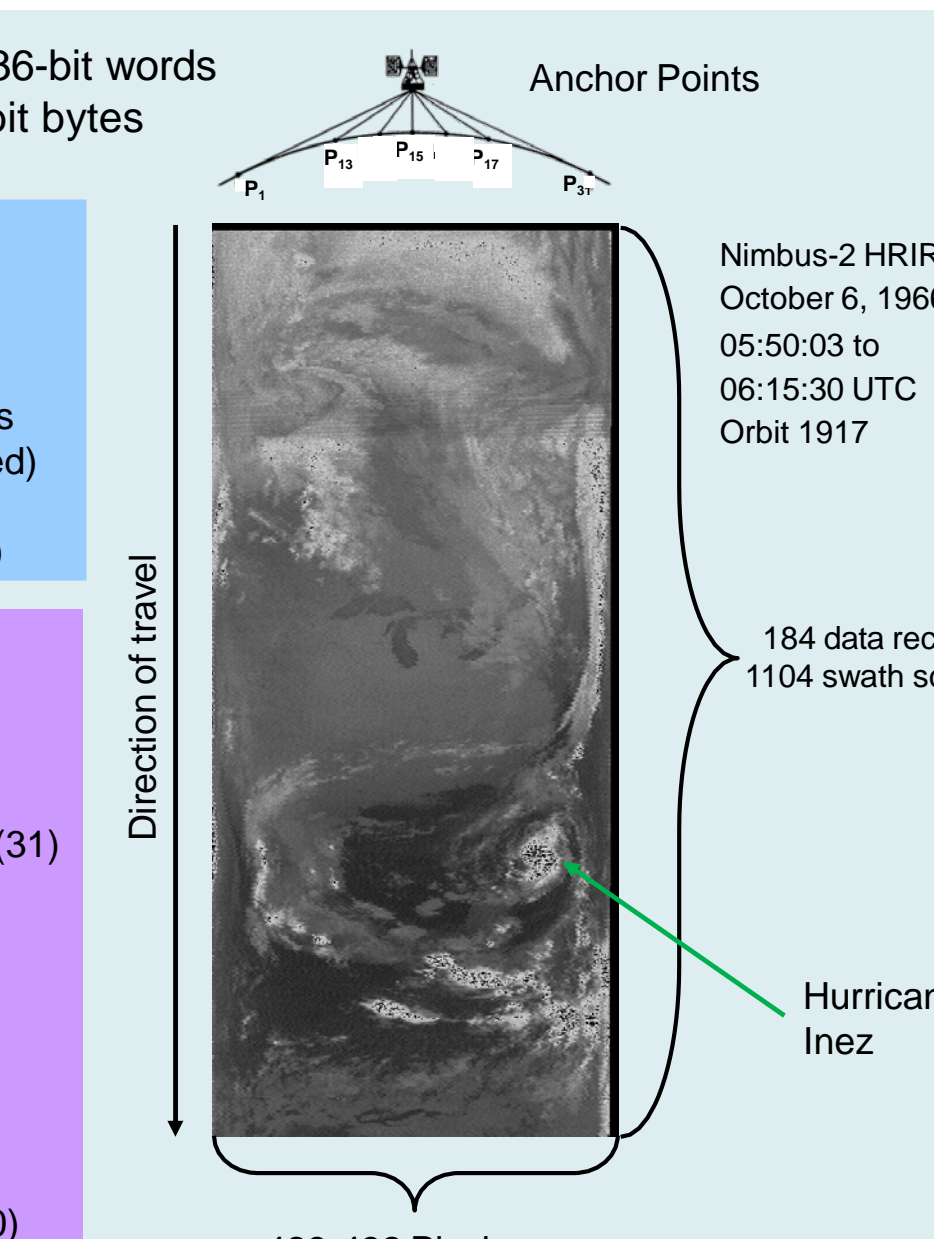 36-bit words
bit bytes
Anchor Points
P1
P13
P15
P17
P31
s
ed)
)
(31)
0)
Direction of travel
Nimbus-2 HRIR
October 6, 1966
05:50:03 to
06:15:30 UTC
Orbit 1917
184 data rec
1104 swath sc
Hurrican
Inez